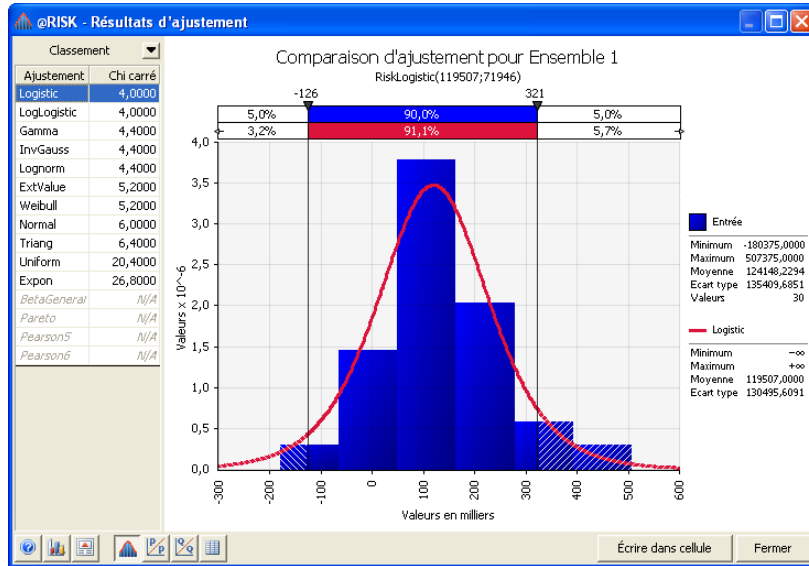 @RISK - Résultats d'ajustement
Classement
Ajustement Chi carré
Logistic 4,0000
LogLogistic 4,0000
Gamma 4,4000
InvGauss 4,4000
Lognorm 4,4000
ExtValue 5,2000
Weibull 5,2000
Normal 6,0000
Triang 6,4000
Uniform 20,4000
Expon 26,8000
BetaGeneral N/A
Pareto N/A
Pearson5 N/A
Pearson6 N/A
Comparaison d'ajustement pour Ensemble 1
RiskLogistic(119507;71946)
-126 321
5,0% 90,0% 5,0%
3,2% 91,1% 5,7%
4,0
3,5
3,0
2,5
2,0
1,5
1,0
0,5
0,0
Valeurs x 10^-6
-300 -200 -100 0 100 200 300 400 500 600
Valeurs en milliers
Entrée
Minimum -180375,0000
Maximum 507375,0000
Moyenne 124148,2294
Ecart type 135409,6851
Valeurs 30
Logistic
Minimum −∞
Maximum +∞
Moyenne 119507,0000
Ecart type 130495,6091
P/P
Q/Q
Écrire dans cellule
Fermer